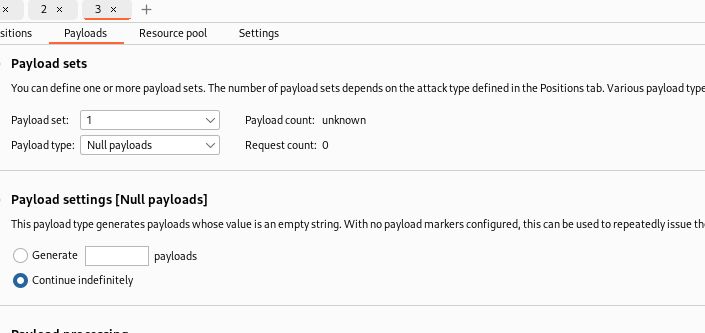 2 × 3 × +
sitions Payloads Resource pool Settings
Payload sets
You can define one or more payload sets. The number of payload sets depends on the attack type defined in the Positions tab. Various payload type
Payload set: 1 Payload count: unknown
Payload type: Null payloads Request count: 0
Payload settings [Null payloads]
This payload type generates payloads whose value is an empty string. With no payload markers configured, this can be used to repeatedly issue the
Generate payloads
Continue indefinitely
Payload processing